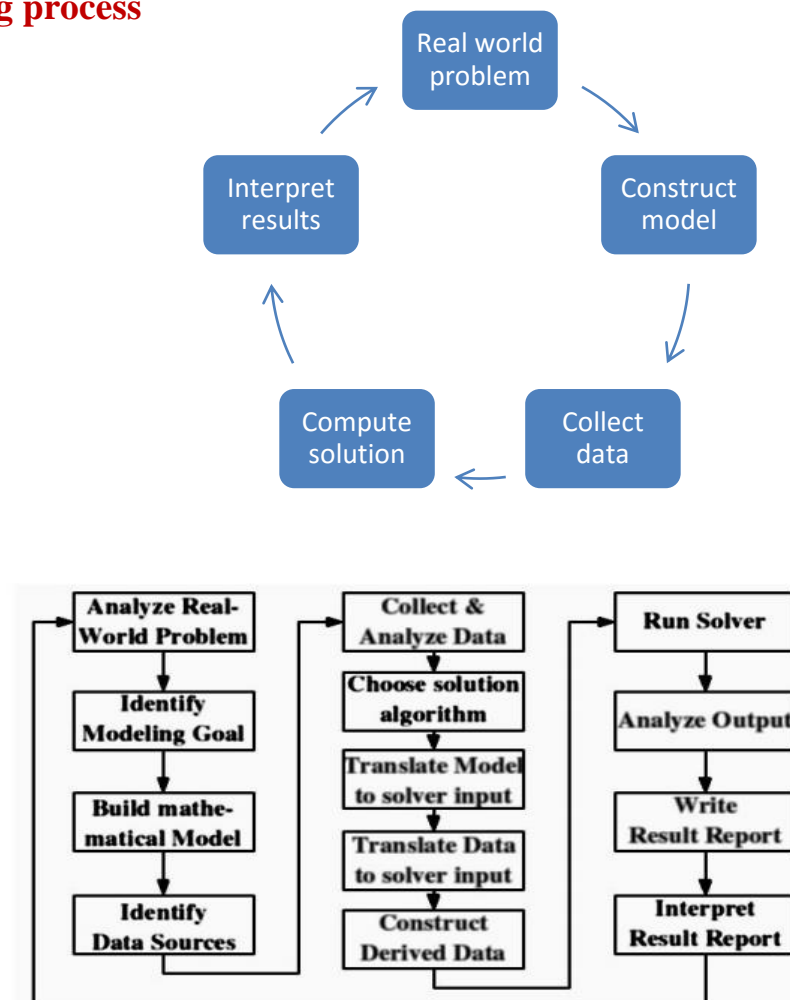 g process
Real world
problem
Construct
model
Collect
data
Compute
solution
Interpret
results
Analyze Real-
World Problem
Identify
Modeling Goal
Build mathe-
matical Model
Identify
Data Sources
Collect &
Analyze Data
Choose solution
algorithm
Translate Model
to solver input
Translate Data
to solver input
Construct
Derived Data
Run Solver
Analyze Output
Write
Result Report
Interpret
Result Report